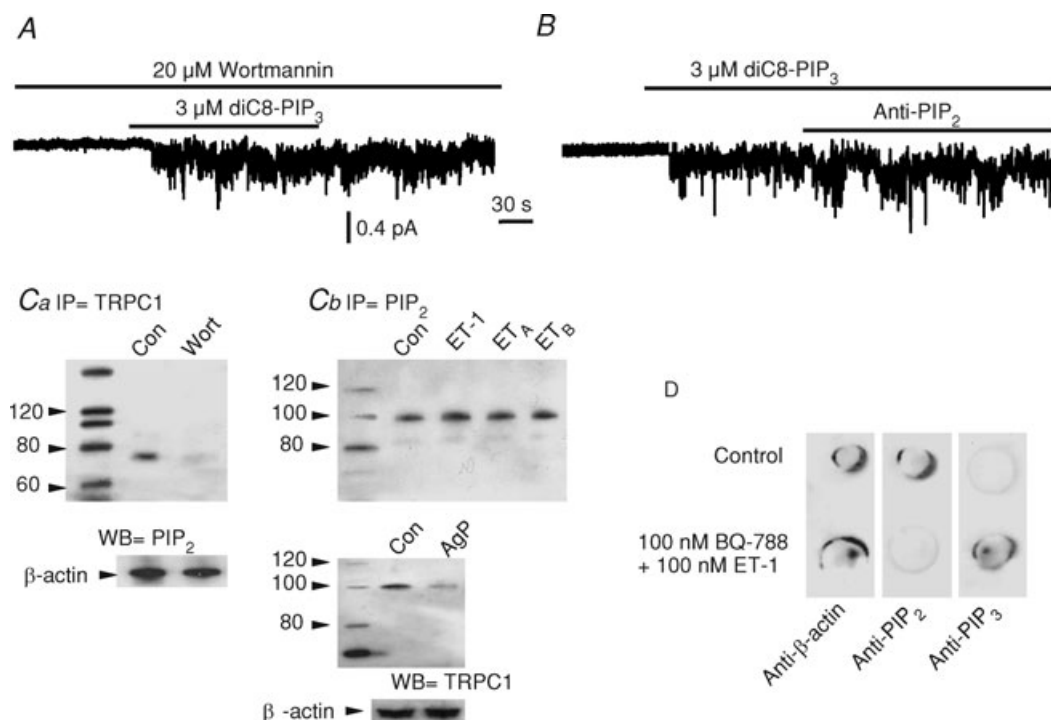 A
20 µM Wortmannin
3 µM diC8-PIP3
0.4 pA
30 s
B
3 µM diC8-PIP3
Anti-PIP2
Ca IP= TRPC1
Con Wort
120
80
60
WB= PIP2
β-actin
Cb IP= PIP2
Con ET-1 ETA ETB
120
100
80
Con AgP
120
100
80
WB= TRPC1
β -actin
D
Control
100 nM BQ-788
+ 100 nM ET-1
Anti-β-actin Anti-PIP2 Anti-PIP3